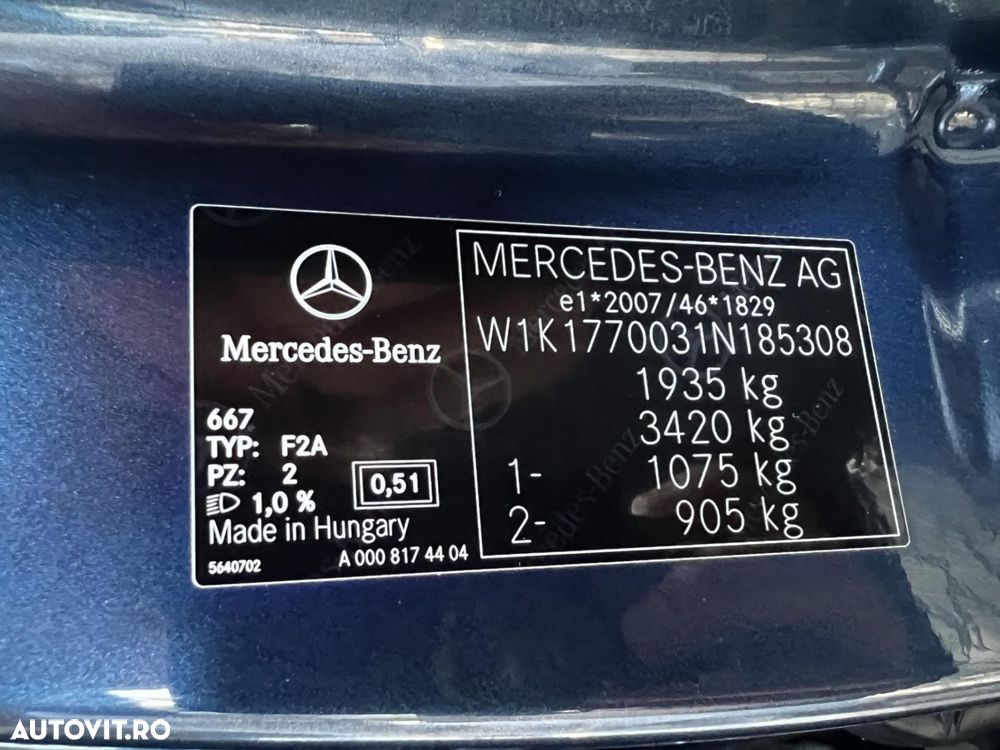 Mercedes-Benz
667
TYP: F2A
PZ: 2
1,0 %
0,51
Made in Hungary
5640702
A 000 817 44 04
MERCEDES-BENZ AG
e1*2007/46*1829
W1K1770031N185308
1935 kg
3420 kg
1- 1075 kg
2- 905 kg
AUTOVIT.RO